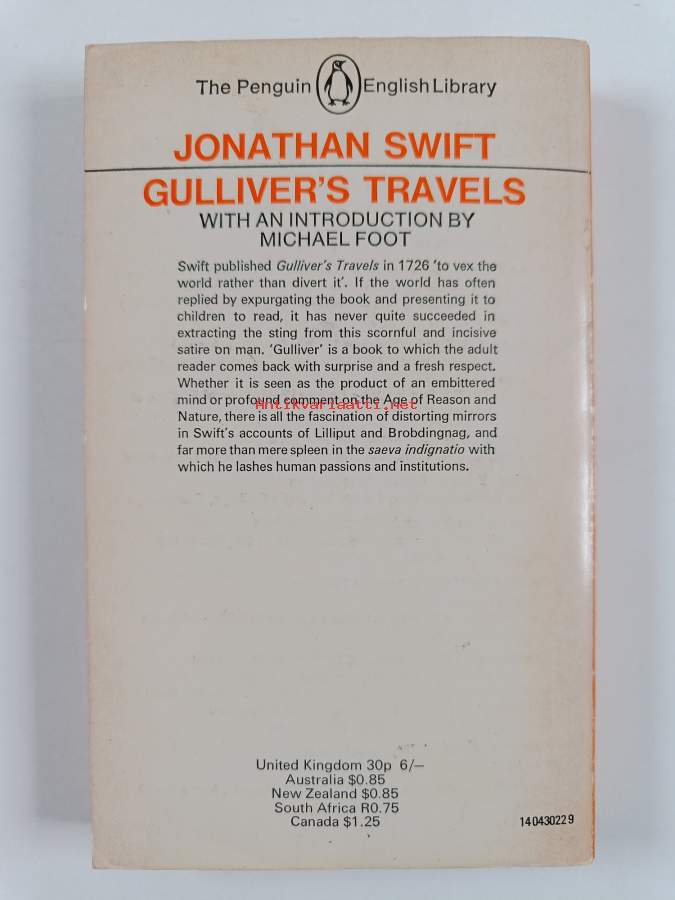 The Penguin English Library
JONATHAN SWIFT
GULLIVER'S TRAVELS
WITH AN INTRODUCTION BY
MICHAEL FOOT
Swift published Gulliver's Travels in 1726 'to vex the
world rather than divert it'. If the world has often
replied by expurgating the book and presenting it to
children to read, it has never quite succeeded in
extracting the sting from this scornful and incisive
satire on man. 'Gulliver' is a book to which the adult
reader comes back with surprise and a fresh respect.
Whether it is seen as the product of an embittered
mind or profound comment on the Age of Reason and
Antikvariaatti.net
Nature, there is all the fascination of distorting mirrors
in Swift's accounts of Lilliput and Brobdingnag, and
far more than mere spleen in the saeva indignatio with
which he lashes human passions and institutions.
United Kingdom 30p 6/–
Australia $0.85
New Zealand $0.85
South Africa R0.75
Canada $1.25
140430229